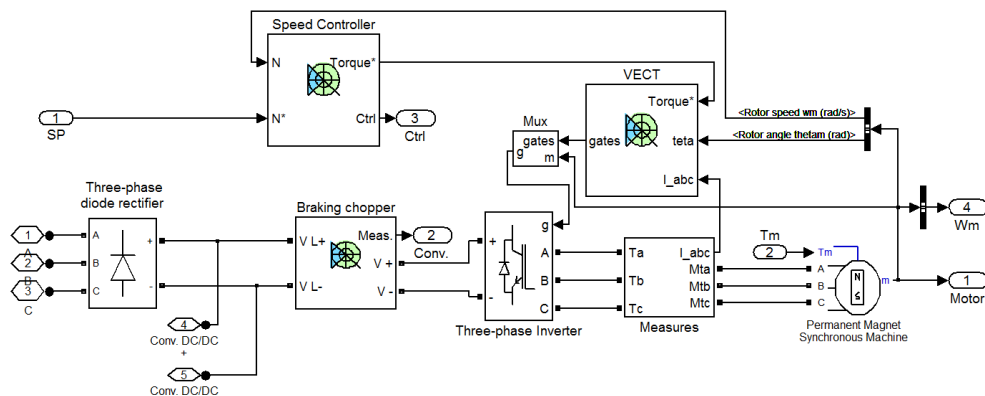 Speed Controller
N
Torque*
N*
Ctrl
1
SP
3
Ctrl
VECT
Torque*
gates
teta
I_abc
<Rotor speed wm (rad/s)>
<Rotor angle thetam (rad)>
Mux
gates
g
m
4
Wm
Three-phase
diode rectifier
1
A
2
B
3
C
A
B
C
+
-
Braking chopper
V L+
Meas.
V +
V L-
V -
2
Conv.
g
+
A
B
-
C
Three-phase Inverter
Ta
I_abc
Mta
Tb
Mtb
Mtc
Tc
Measures
Tm
2
Tm
A
B
C
N
S
m
Permanent Magnet
Synchronous Machine
1
Motor
4
Conv. DC/DC
+
5
Conv. DC/DC